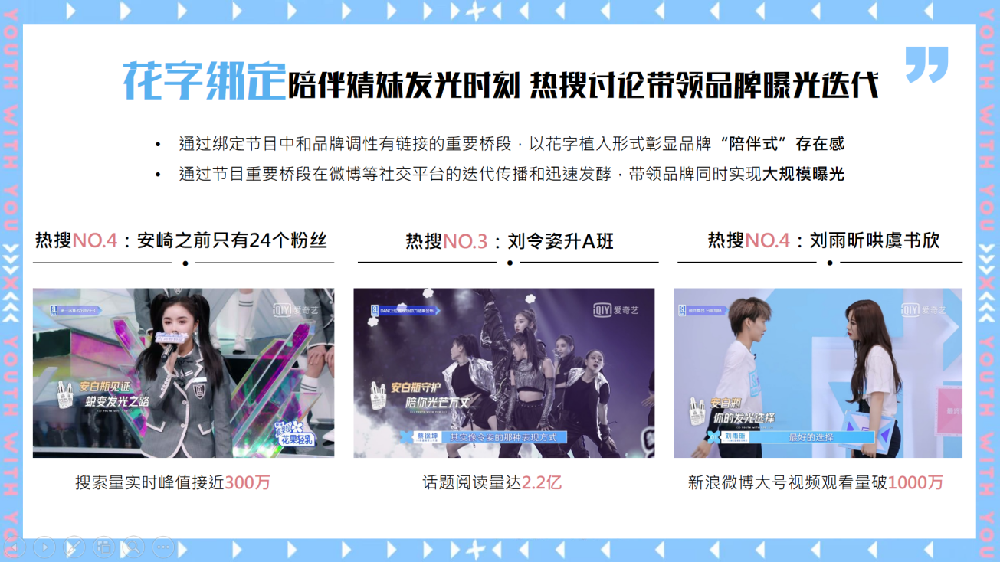 花字绑定陪伴婧妹发光时刻 热搜讨论带领品牌曝光迭代
• 通过绑定节目中和品牌调性有链接的重要桥段，以花字植入形式彰显品牌“陪伴式”存在感
• 通过节目重要桥段在微博等社交平台的迭代传播和迅速发酵，带领品牌同时实现大规模曝光
热搜NO.4：安崎之前只有24个粉丝
热搜NO.3：刘令姿升A班
热搜NO.4：刘雨昕哄虞书欣
iQIYI 爱奇艺
安白瓶见证
蜕变发光之路
花果轻乳
iQIYI 爱奇艺
安白瓶守护
陪你光芒万丈
蔡徐坤
其实像令姿的那种表现方式
iQIYI 爱奇艺
安白瓶
你的发光选择
刘雨昕
最好的选择
搜索量实时峰值接近300万
话题阅读量达2.2亿
新浪微博大号视频观看量破1000万
YOUTH WITH YOU
YOUTH WITH YOU
YOUTH WITH YOU
YOUTH WITH YOU